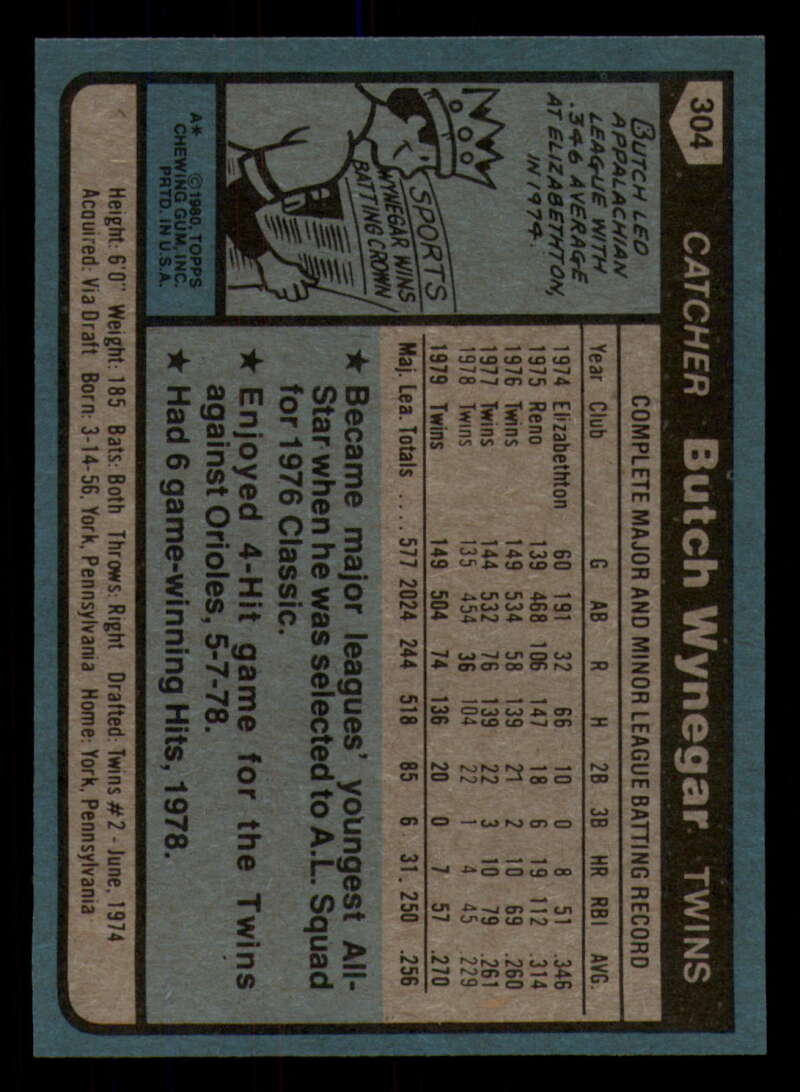 304
CATCHER Butch Wynegar TWINS
BUTCH LED
APPALACHIAN
LEAGUE WITH
.346 AVERAGE
AT ELIZABETHTON,
IN 1974.
SPORTS
WYNEGAR WINS
BATTING CROWN
A* ©1980, TOPPS
CHEWING GUM, INC.
PRTD. IN U.S.A.
COMPLETE MAJOR AND MINOR LEAGUE BATTING RECORD
Year Club G AB R H 2B 3B HR RBI AVG.
1974 Elizabethton 60 191 32 66 10 0 8 51 .346
1975 Reno 139 468 106 147 18 6 19 112 .314
1976 Twins 149 534 58 139 21 2 10 69 .260
1977 Twins 144 532 76 139 22 3 10 79 .261
1978 Twins 135 454 36 104 22 1 4 45 .229
1979 Twins 149 504 74 136 20 0 7 57 .270
Maj. Lea. Totals ..... 577 2024 244 518 85 6 31 250 .256
★ Became major leagues' youngest All-
Star when he was selected to A.L. Squad
for 1976 Classic.
★ Enjoyed 4-Hit game for the Twins
against Orioles, 5-7-78.
★ Had 6 game-winning Hits, 1978.
Height: 6'0" Weight: 185 Bats: Both Throws: Right Drafted: Twins #2 - June, 1974
Acquired: Via Draft Born: 3-14-56, York, Pennsylvania Home: York, Pennsylvania